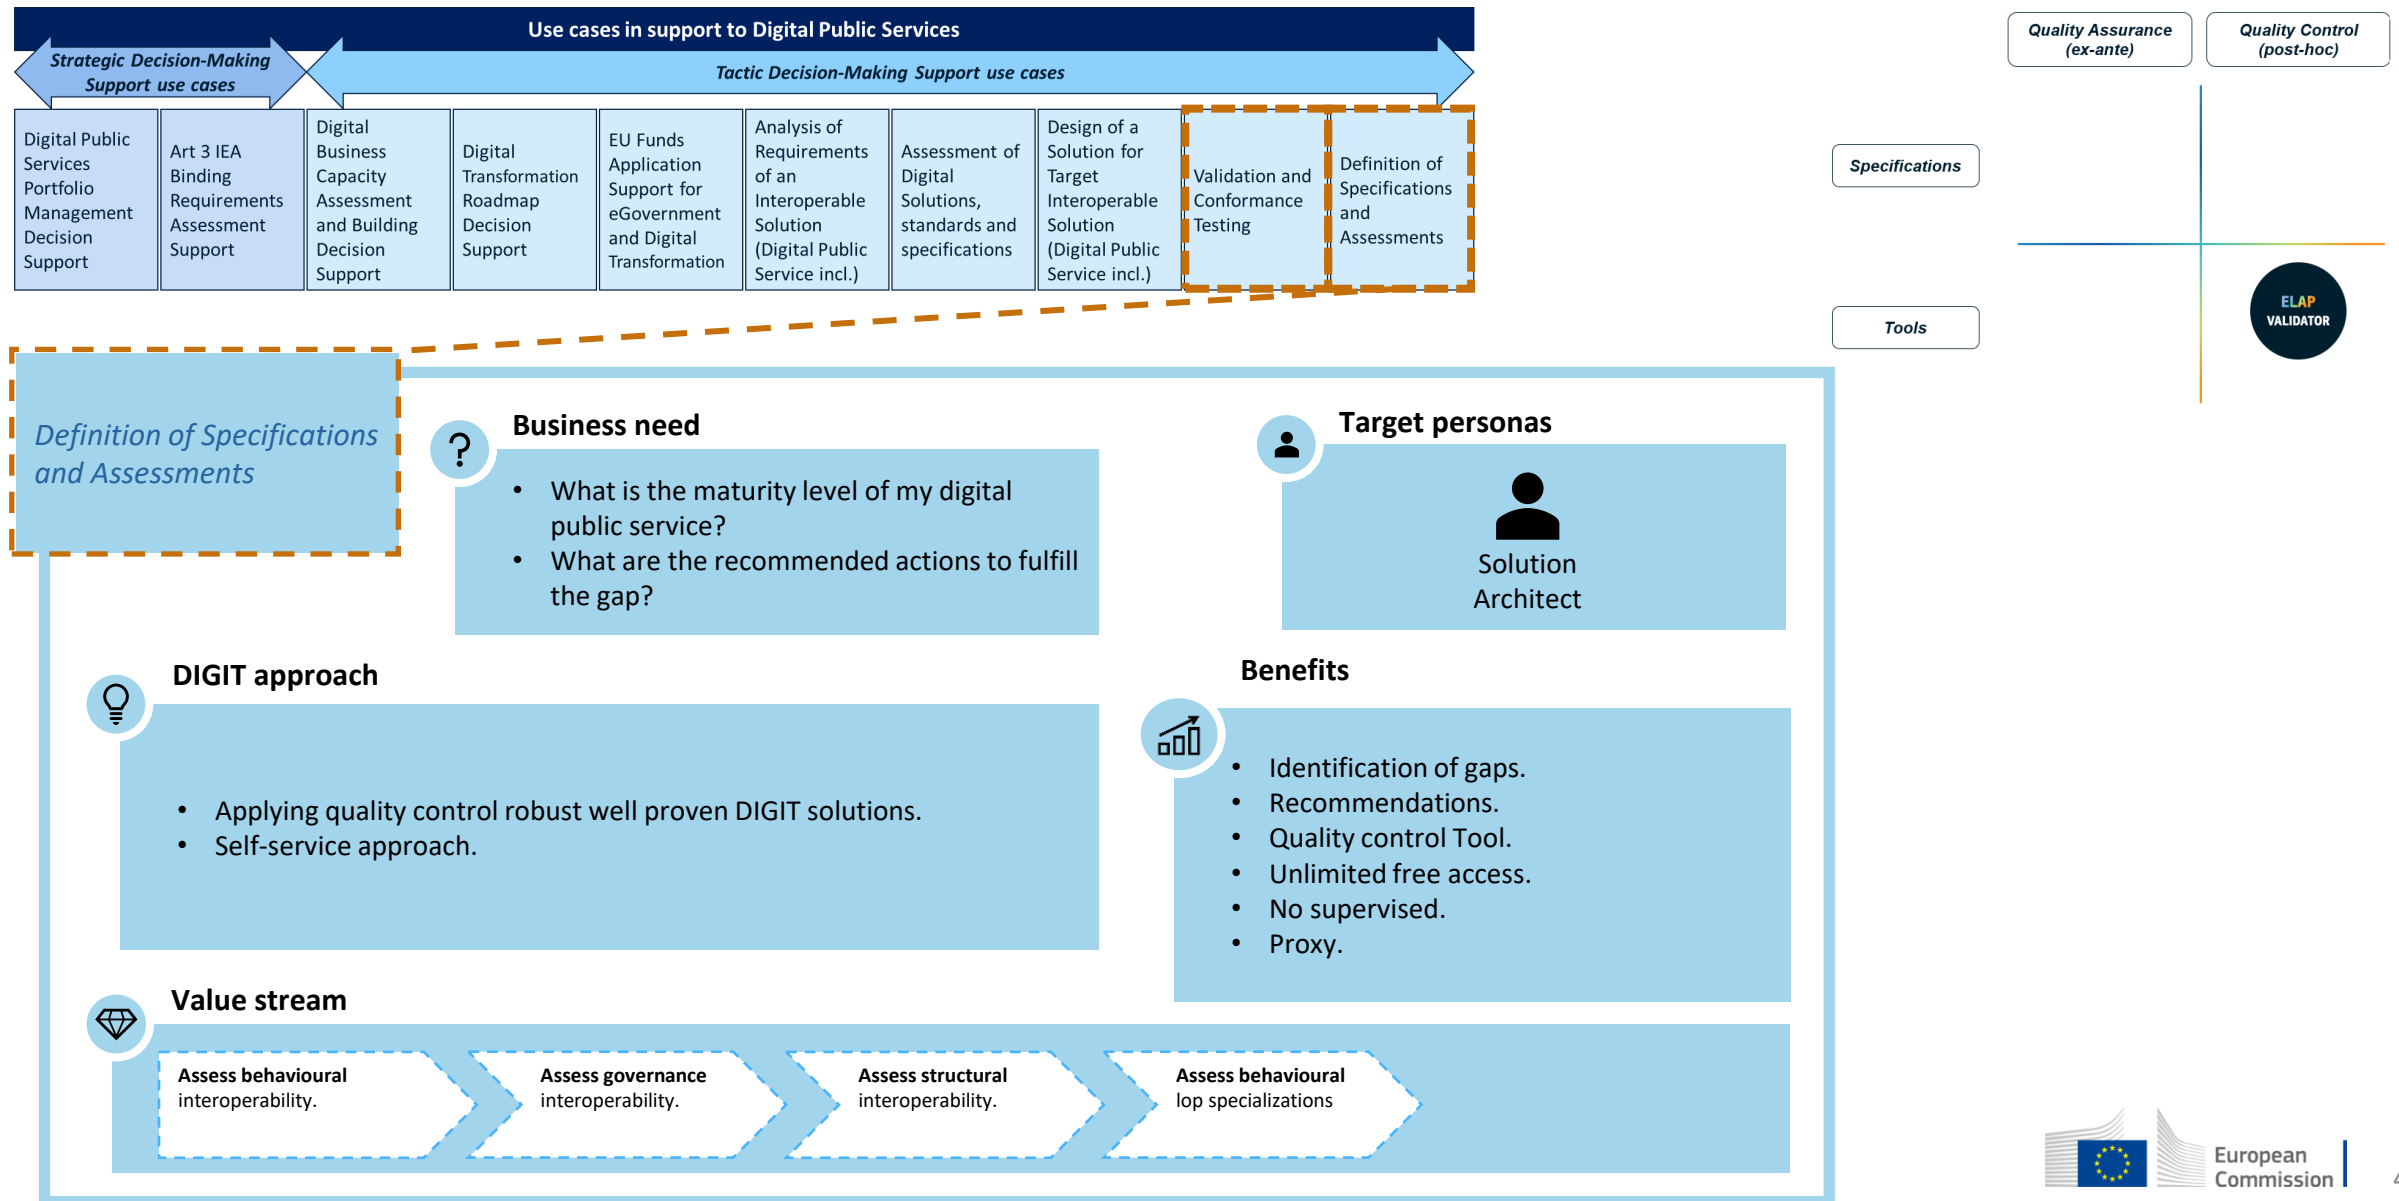 Use cases in support to Digital Public Services
Strategic Decision-Making
Support use cases
Tactic Decision-Making Support use cases
Digital Public
Services
Portfolio
Management
Decision
Support
Art 3 IEA
Binding
Requirements
Assessment
Support
Digital
Business
Capacity
Assessment
and Building
Decision
Support
Digital
Transformation
Roadmap
Decision
Support
EU Funds
Application
Support for
eGovernment
and Digital
Transformation
Analysis of
Requirements
of an
Interoperable
Solution
(Digital Public
Service incl.)
Assessment of
Digital
Solutions,
standards and
specifications
Design of a
Solution for
Target
Interoperable
Solution
(Digital Public
Service incl.)
Validation and
Conformance
Testing
Definition of
Specifications
and
Assessments
Quality Assurance
(ex-ante)
Quality Control
(post-hoc)
Specifications
Tools
ELAP
VALIDATOR
Definition of Specifications
and Assessments
Business need
• What is the maturity level of my digital
public service?
• What are the recommended actions to fulfill
the gap?
Target personas
Solution
Architect
DIGIT approach
• Applying quality control robust well proven DIGIT solutions.
• Self-service approach.
Benefits
• Identification of gaps.
• Recommendations.
• Quality control Tool.
• Unlimited free access.
• No supervised.
• Proxy.
Value stream
Assess behavioural
interoperability.
Assess governance
interoperability.
Assess structural
interoperability.
Assess behavioural
lop specializations
European
Commission